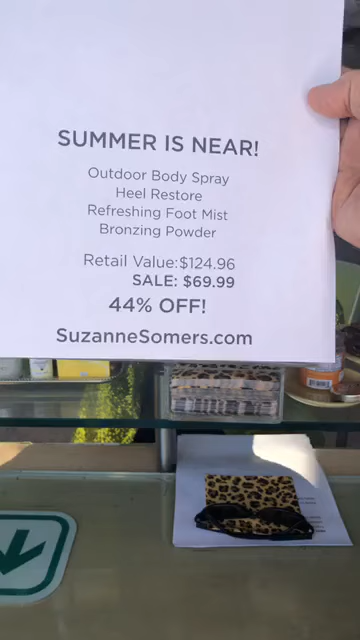 SUMMER IS NEAR!
Outdoor Body Spray
Heel Restore
Refreshing Foot Mist
Bronzing Powder
Retail Value:$124.96
SALE: $69.99
44% OFF!
SuzanneSomers.com